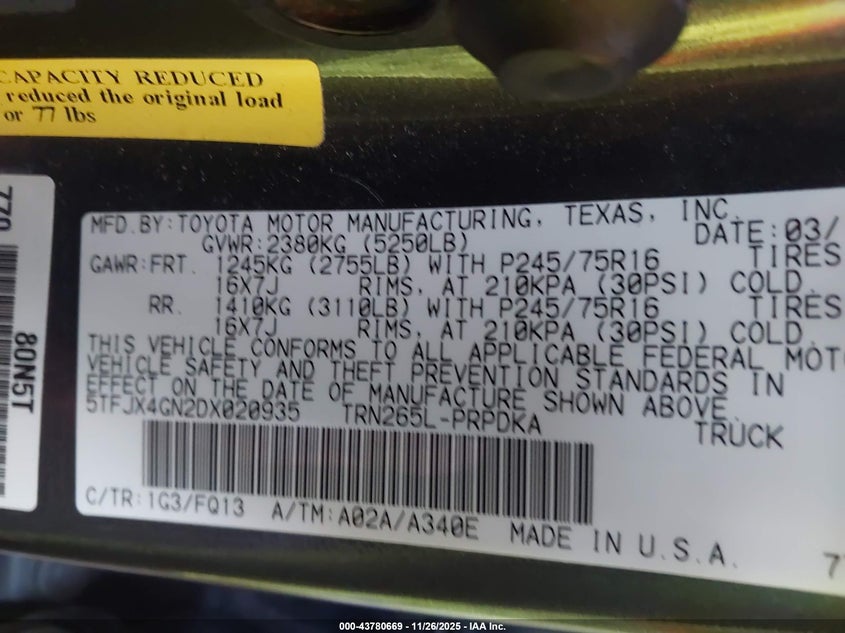 CAPACITY REDUCED
reduced the original load
or 77 lbs
779
80N5T
MFD.BY:TOYOTA MOTOR MANUFACTURING, TEXAS, INC.
GVWR:2380KG (5250LB) DATE:03/
GAWR:FRT. 1245KG (2755LB) WITH P245/75R16 TIRES
16X7J RIMS, AT 210KPA (30PSI) COLD.
RR. 1410KG (3110LB) WITH P245/75R16 TIRES
16X7J RIMS, AT 210KPA (30PSI) COLD.
THIS VEHICLE CONFORMS TO ALL APPLICABLE FEDERAL MOTO
VEHICLE SAFETY AND THEFT PREVENTION STANDARDS IN
EFFECT ON THE DATE OF MANUFACTURE SHOWN ABOVE.
5TFJX4GN2DX020935 TRN265L-PRPDKA TRUCK
C/TR:1G3/FQ13 A/TM:A02A/A340E MADE IN U.S.A.
000-43780669 - 11/26/2025 - IAA Inc.